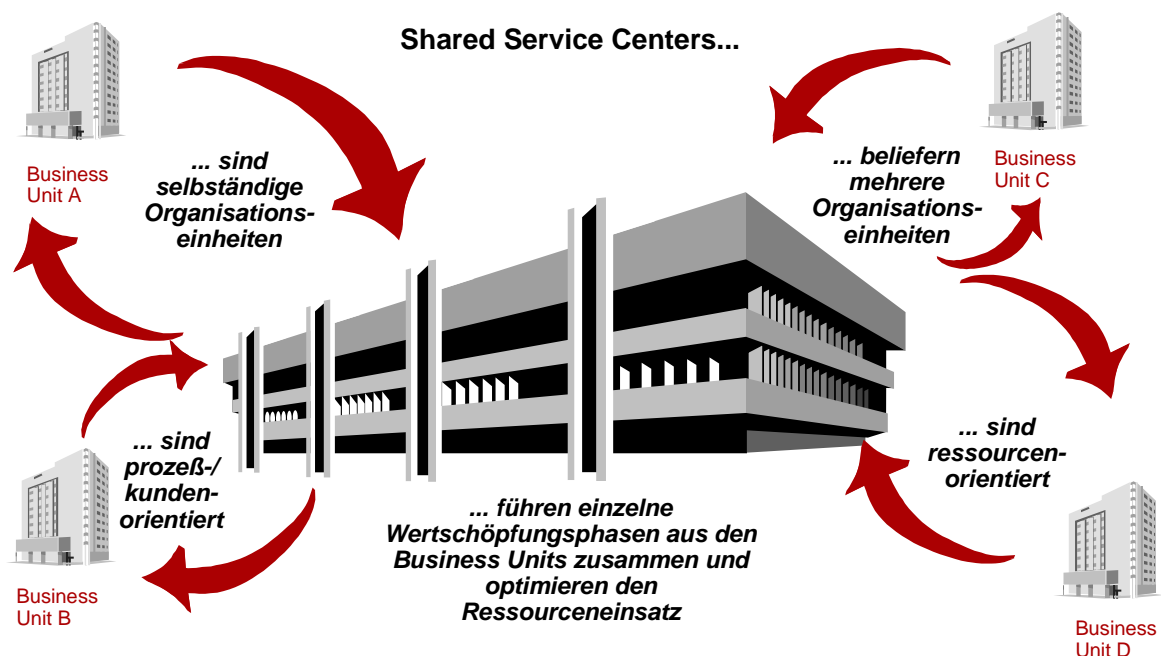 Shared Service Centers...
Business
Unit A
... sind
selbständige
Organisations-
einheiten
... beliefern
mehrere
Organisations-
einheiten
Business
Unit C
... sind
prozeß-/
kunden-
orientiert
... sind
ressourcen-
orientiert
... führen einzelne
Wertschöpfungsphasen aus den
Business Units zusammen und
optimieren den
Ressourceneinsatz
Business
Unit B
Business
Unit D